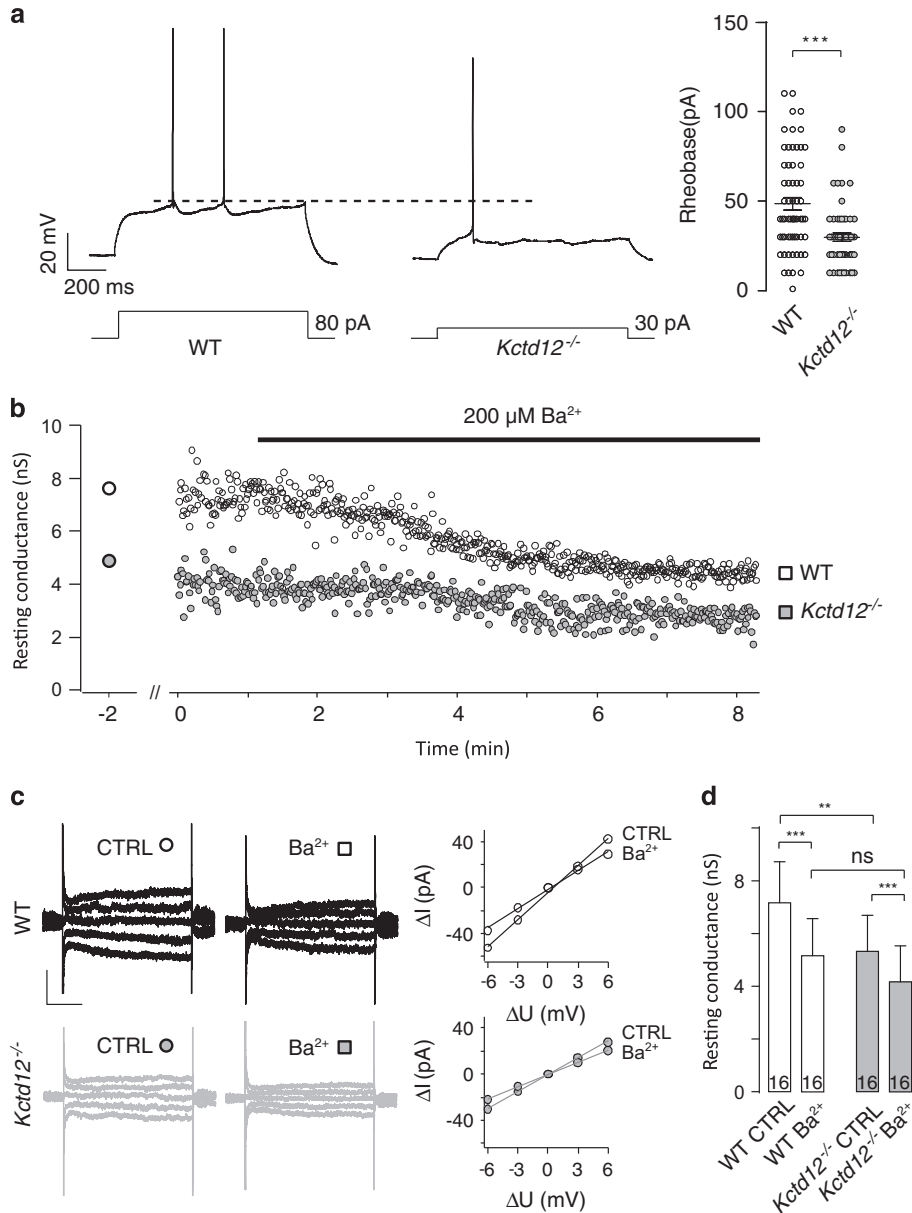 a
20 mV
200 ms
WT
80 pA
Kctd12-/-
30 pA
Rheobase(pA)
150
100
50
0
***
WT
Kctd12-/-
b
200 µM Ba2+
Resting conductance (nS)
10
8
6
4
2
0
-2
//
0
2
4
6
8
Time (min)
WT
Kctd12-/-
c
WT
CTRL
Ba2+
ΔI (pA)
40
0
-40
CTRL
Ba2+
-6
-3
0
3
6
ΔU (mV)
Kctd12-/-
CTRL
Ba2+
ΔI (pA)
40
0
-40
CTRL
Ba2+
-6
-3
0
3
6
ΔU (mV)
d
Resting conductance (nS)
8
4
0
**
***
ns
***
16
16
16
16
WT CTRL
WT Ba2+
Kctd12-/- CTRL
Kctd12-/- Ba2+